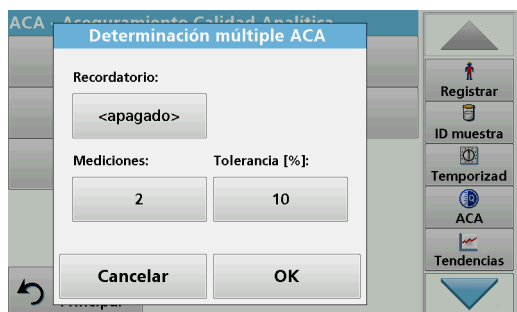 ACA - Aseguramiento Calidad Analítica
Determinación múltiple ACA
Recordatorio:
<apagado>
Mediciones:
Tolerancia [%]:
2
10
Cancelar
OK
Principal
Registrar
ID muestra
Temporizad
ACA
Tendencias